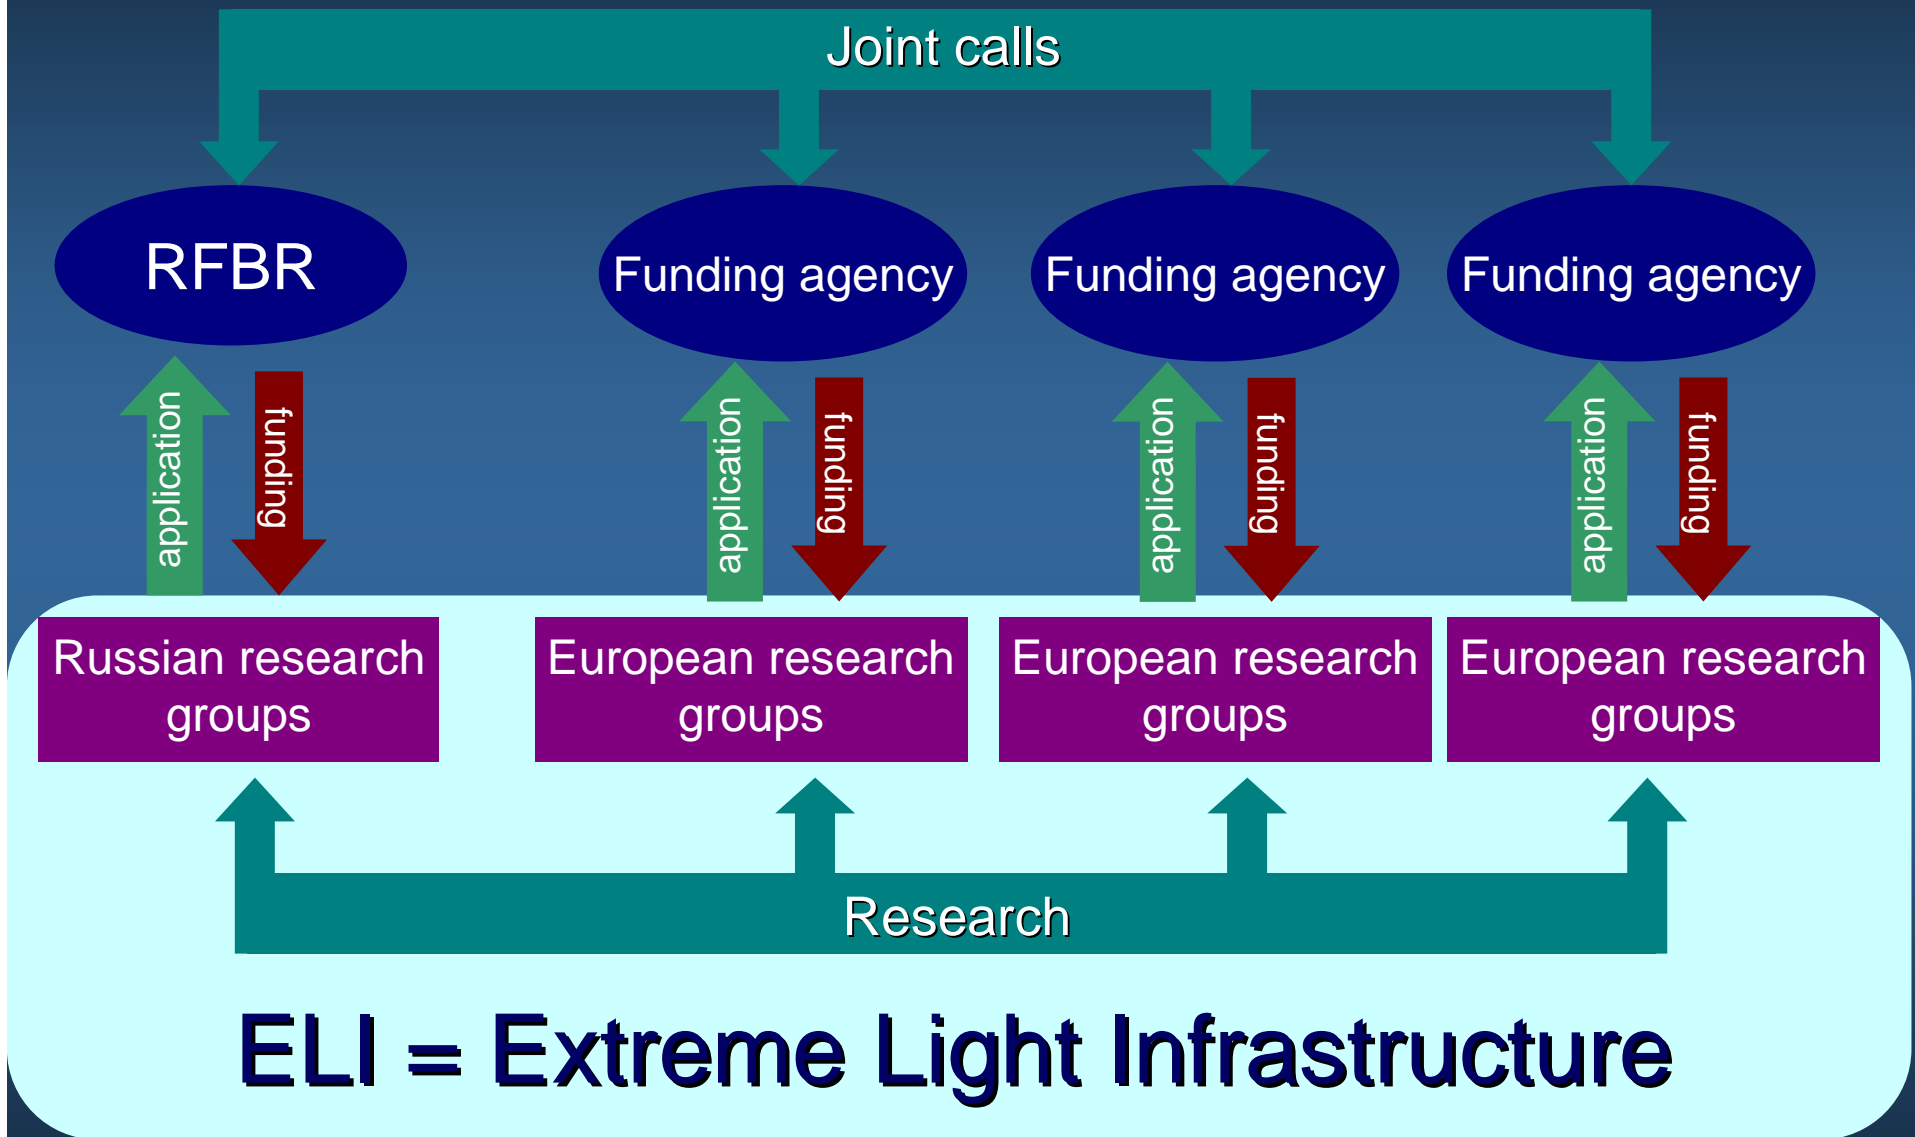 Joint calls
RFBR
Funding agency
Funding agency
Funding agency
application
funding
application
funding
application
funding
application
funding
Russian research
groups
European research
groups
European research
groups
European research
groups
Research
ELI = Extreme Light Infrastructure